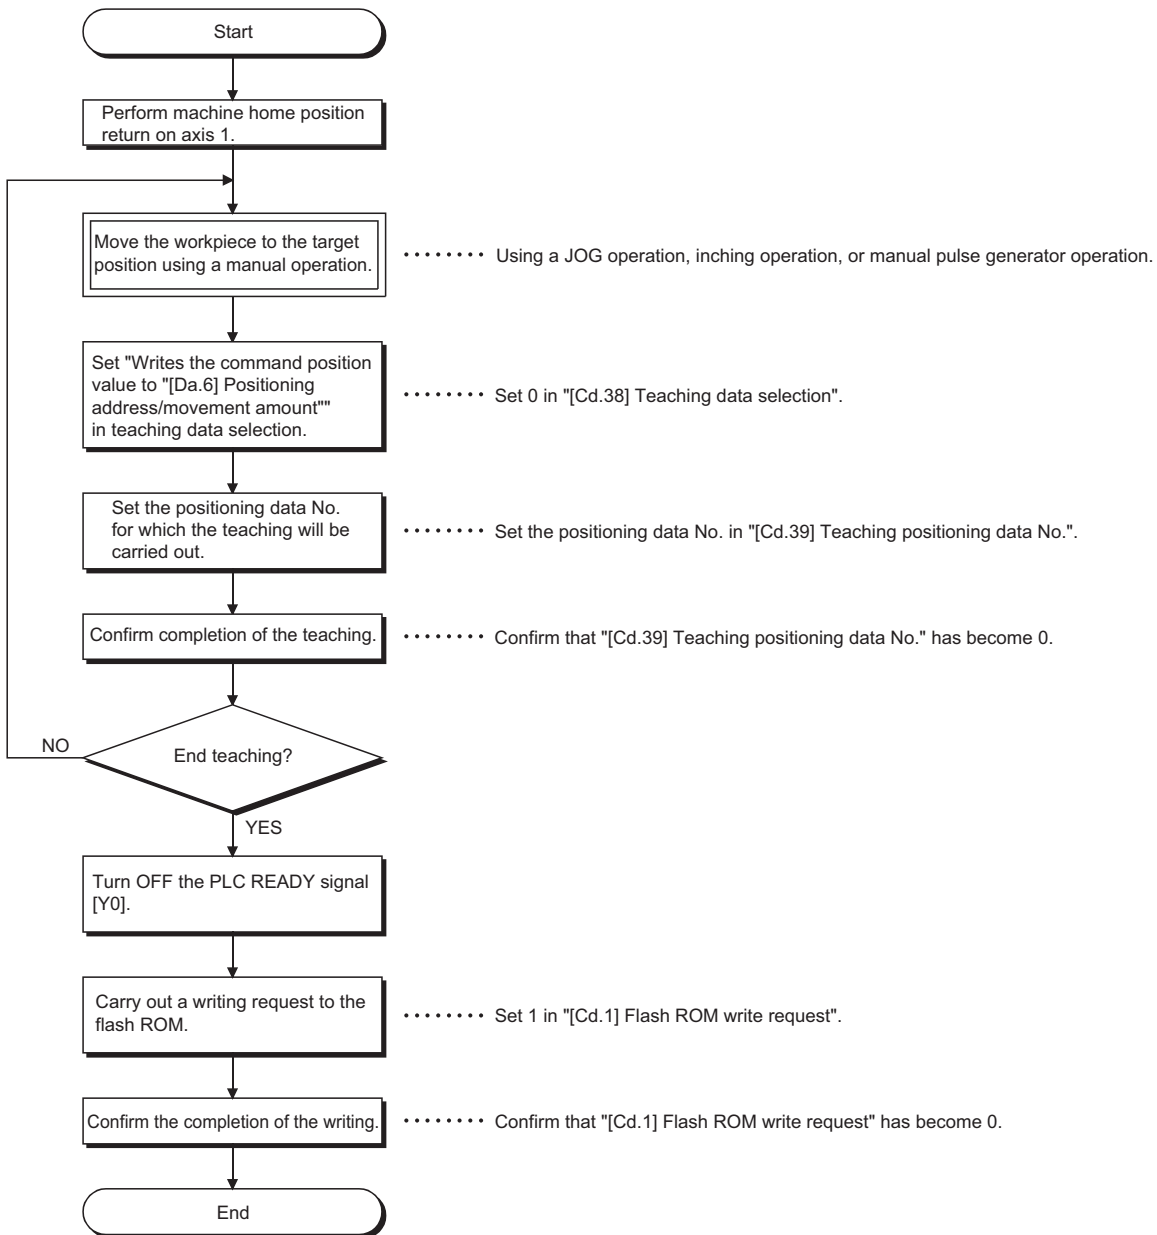 Start
Perform machine home position
return on axis 1.
Move the workpiece to the target
position using a manual operation.
Using a JOG operation, inching operation, or manual pulse generator operation.
Set "Writes the command position
value to "[Da.6] Positioning
address/movement amount""
in teaching data selection.
Set 0 in "[Cd.38] Teaching data selection".
Set the positioning data No.
for which the teaching will be
carried out.
Set the positioning data No. in "[Cd.39] Teaching positioning data No.".
Confirm completion of the teaching.
Confirm that "[Cd.39] Teaching positioning data No." has become 0.
NO
End teaching?
YES
Turn OFF the PLC READY signal
[Y0].
Carry out a writing request to the
flash ROM.
Set 1 in "[Cd.1] Flash ROM write request".
Confirm the completion of the writing.
Confirm that "[Cd.1] Flash ROM write request" has become 0.
End